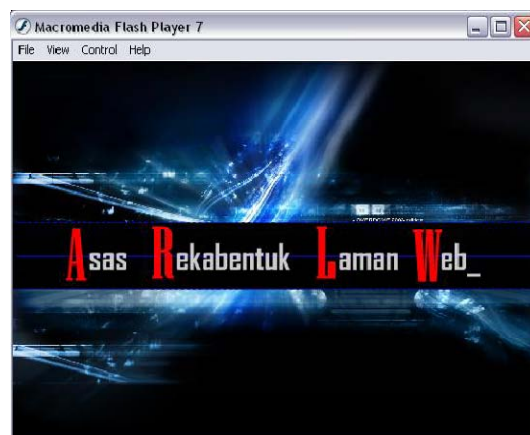 Macromedia Flash Player 7
File View Control Help
Asas Rekabentuk Laman Web_